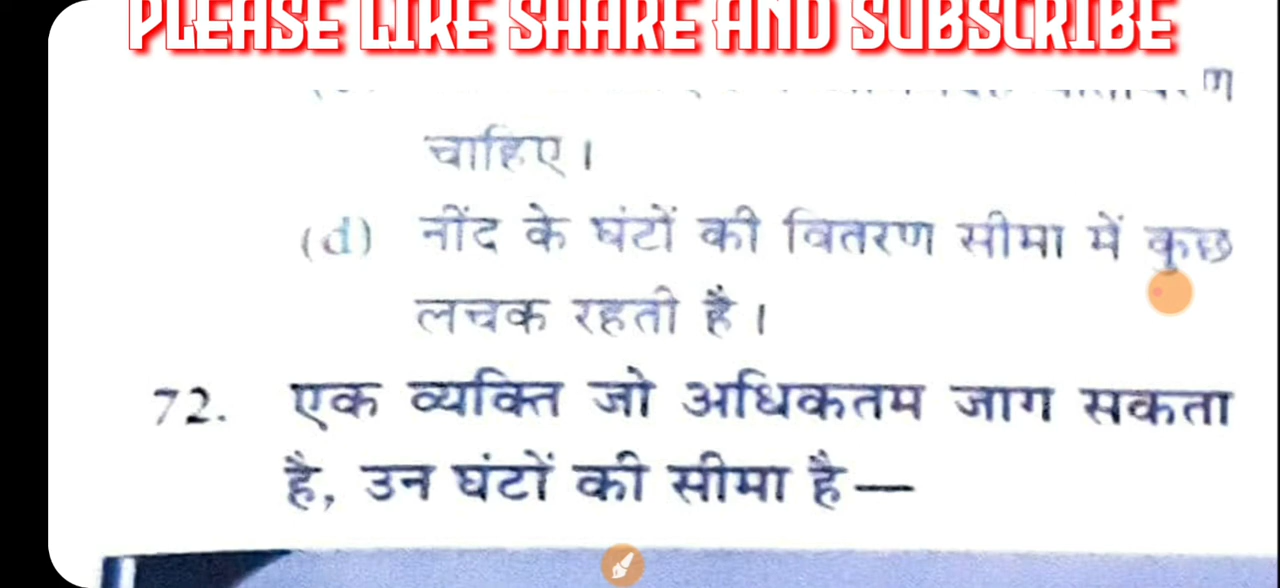 PLEASE LIKE SHARE AND SUBSCRIBE
चाहिए ।
(d) नींद के घंटों की वितरण सीमा में कुछ
लचक रहती है ।
72. एक व्यक्ति जो अधिकतम जाग सकता
है, उन घंटों की सीमा है—